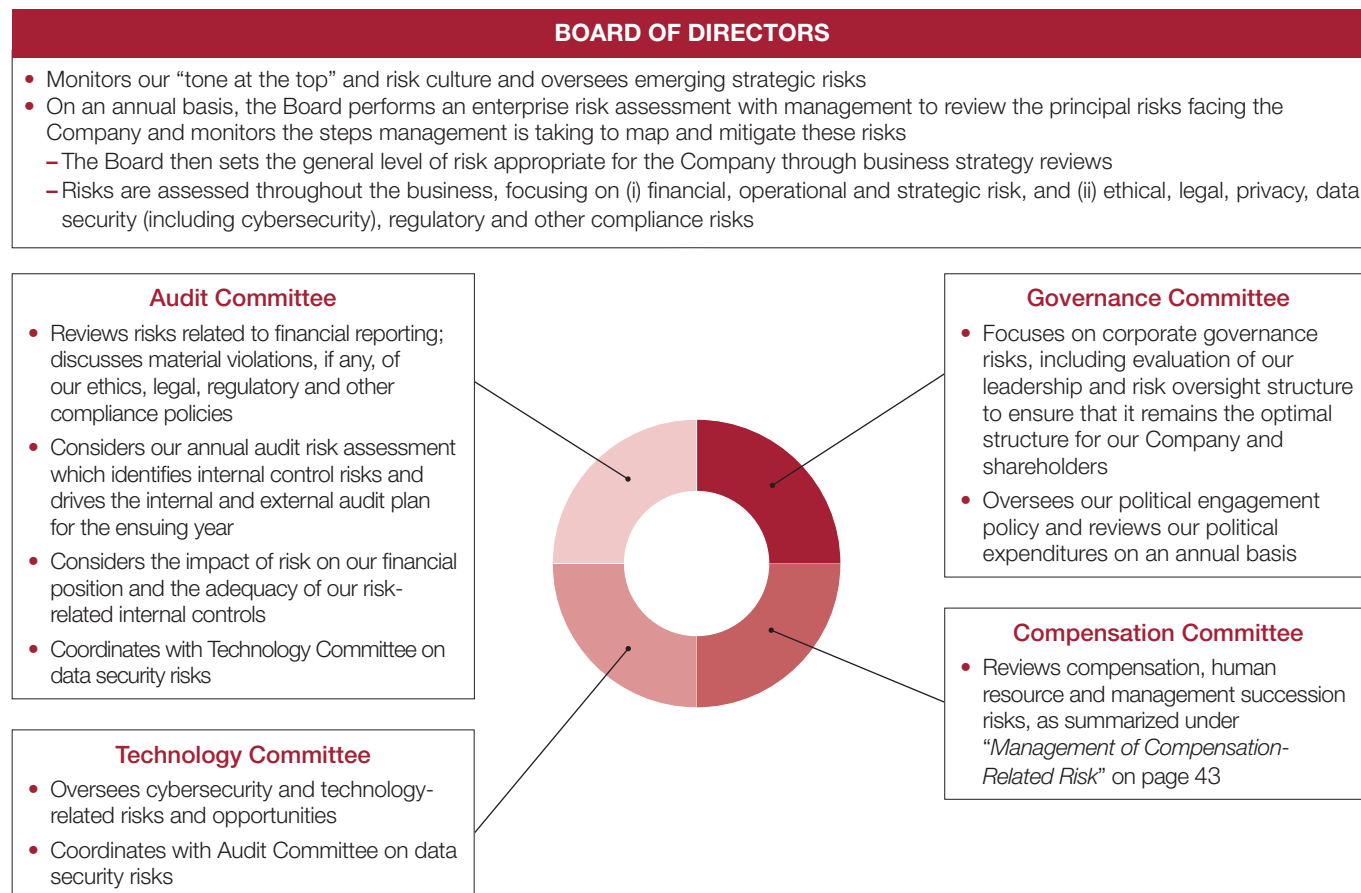 BOARD OF DIRECTORS
• Monitors our “tone at the top” and risk culture and oversees emerging strategic risks
• On an annual basis, the Board performs an enterprise risk assessment with management to review the principal risks facing the
Company and monitors the steps management is taking to map and mitigate these risks
– The Board then sets the general level of risk appropriate for the Company through business strategy reviews
– Risks are assessed throughout the business, focusing on (i) financial, operational and strategic risk, and (ii) ethical, legal, privacy, data
security (including cybersecurity), regulatory and other compliance risks
Audit Committee
• Reviews risks related to financial reporting;
discusses material violations, if any, of
our ethics, legal, regulatory and other
compliance policies
• Considers our annual audit risk assessment
which identifies internal control risks and
drives the internal and external audit plan
for the ensuing year
• Considers the impact of risk on our financial
position and the adequacy of our risk-
related internal controls
• Coordinates with Technology Committee on
data security risks
Technology Committee
• Oversees cybersecurity and technology-
related risks and opportunities
• Coordinates with Audit Committee on data
security risks
Governance Committee
• Focuses on corporate governance
risks, including evaluation of our
leadership and risk oversight structure
to ensure that it remains the optimal
structure for our Company and
shareholders
• Oversees our political engagement
policy and reviews our political
expenditures on an annual basis
Compensation Committee
• Reviews compensation, human
resource and management succession
risks, as summarized under
“Management of Compensation-
Related Risk” on page 43